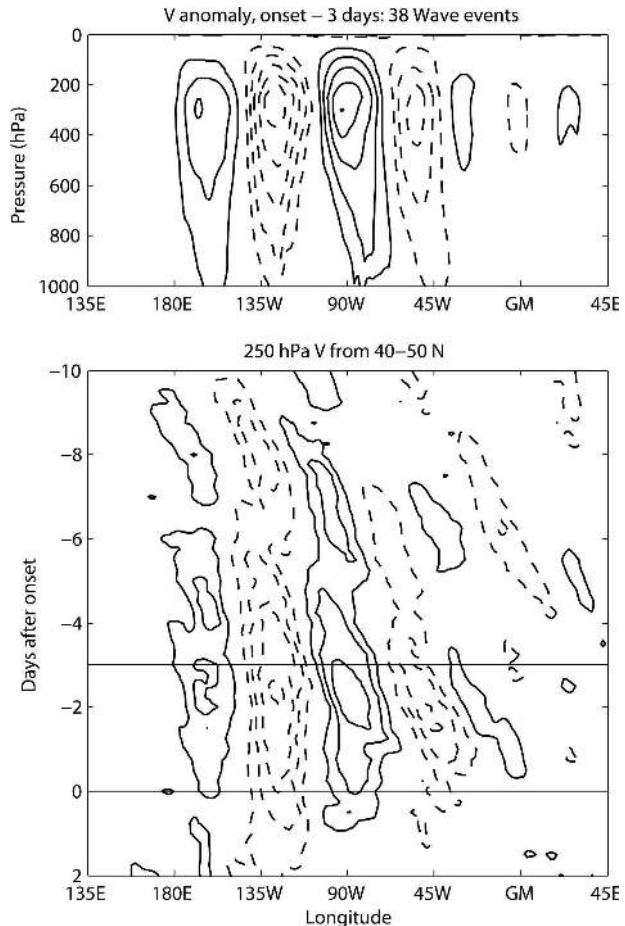 V anomaly, onset – 3 days: 38 Wave events
0
200
400
600
800
1000
Pressure (hPa)
135E 180E 135W 90W 45W GM 45E
250 hPa V from 40–50 N
−10
−8
−6
−4
−2
0
2
Days after onset
135E 180E 135W 90W 45W GM 45E
Longitude